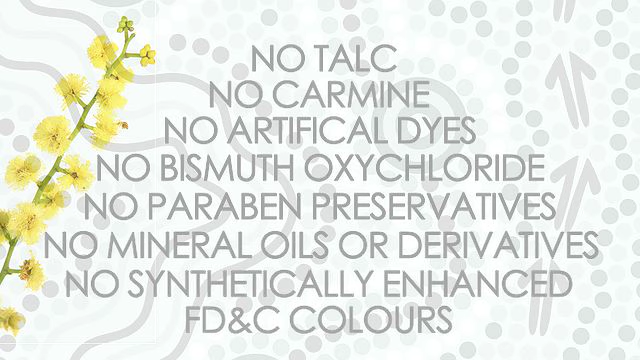 NO TALC
NO CARMINE
NO ARTIFICAL DYES
NO BISMUTH OXYCHLORIDE
NO PARABEN PRESERVATIVES
NO MINERAL OILS OR DERIVATIVES
NO SYNTHETICALLY ENHANCED
FD&C COLOURS